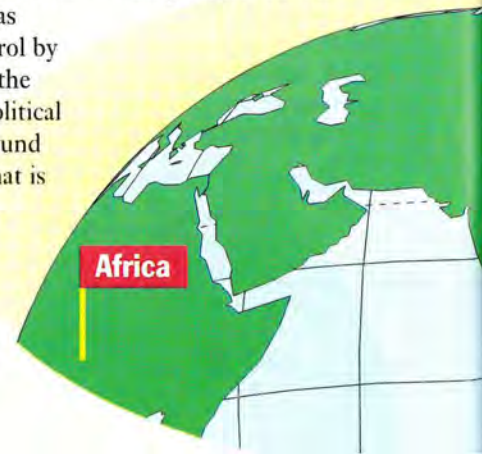 as
rol by
the
olitical
und
at is
Africa